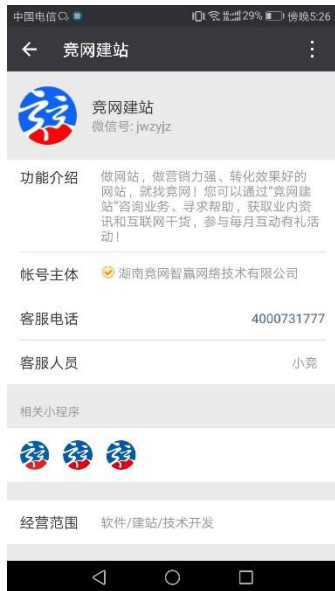 中国电信 29% 傍晚5:26
竞网建站
竞网建站
微信号: jwzyjz
功能介绍 做网站，做营销力强、转化效果好的
网站，就找竞网！您可以通过“竞网建
站”咨询业务、寻求帮助，获取业内资
讯和互联网干货，参与每月互动有礼活
动！
帐号主体 湖南竞网智赢网络技术有限公司
客服电话 4000731777
客服人员 小竞
相关小程序
经营范围 软件/建站/技术开发